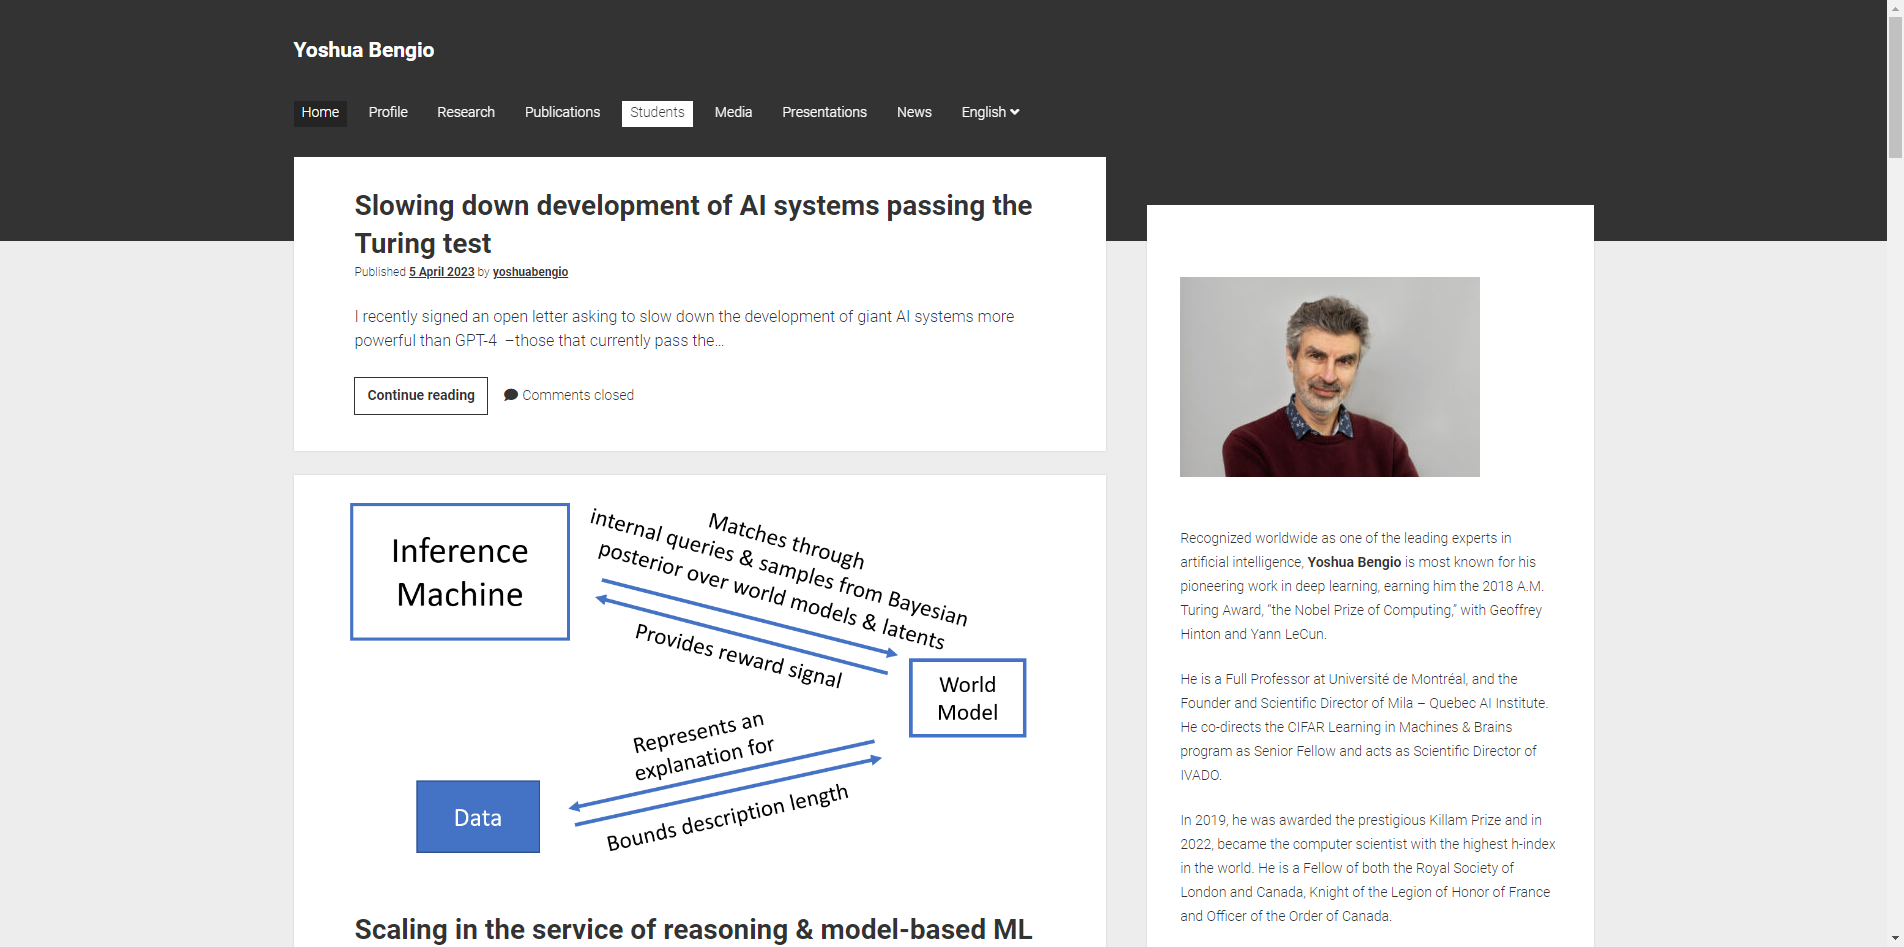 Yoshua Bengio
Home Profile Research Publications Students Media Presentations News English
Slowing down development of AI systems passing the
Turing test
Published 5 April 2023 by yoshuabengio
I recently signed an open letter asking to slow down the development of giant AI systems more
powerful than GPT-4  –those that currently pass the…
Continue reading Comments closed
Inference
Machine
Matches through
internal queries & samples from Bayesian
posterior over world models & latents
Provides reward signal
World
Model
Represents an
explanation for
Bounds description length
Data
Scaling in the service of reasoning & model-based ML
Recognized worldwide as one of the leading experts in
artificial intelligence, Yoshua Bengio is most known for his
pioneering work in deep learning, earning him the 2018 A.M.
Turing Award, “the Nobel Prize of Computing,” with Geoffrey
Hinton and Yann LeCun.
He is a Full Professor at Université de Montréal, and the
Founder and Scientific Director of Mila – Quebec AI Institute.
He co-directs the CIFAR Learning in Machines & Brains
program as Senior Fellow and acts as Scientific Director of
IVADO.
In 2019, he was awarded the prestigious Killam Prize and in
2022, became the computer scientist with the highest h-index
in the world. He is a Fellow of both the Royal Society of
London and Canada, Knight of the Legion of Honor of France
and Officer of the Order of Canada.